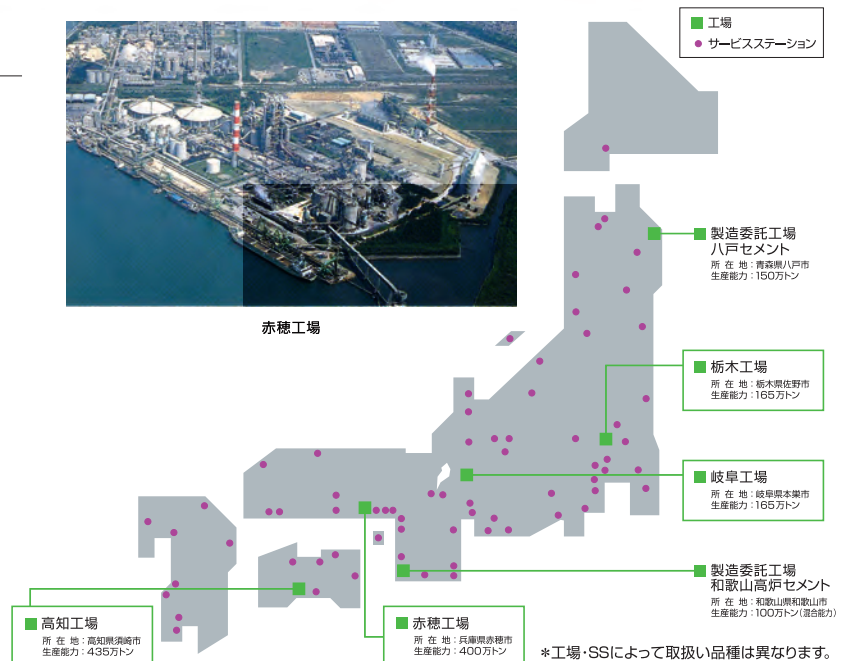 工場
サービスステーション
赤穂工場
製造委託工場
八戸セメント
所 在 地：青森県八戸市
生産能力：150万トン
栃木工場
所 在 地：栃木県佐野市
生産能力：165万トン
岐阜工場
所 在 地：岐阜県本巣市
生産能力：165万トン
製造委託工場
和歌山高炉セメント
所 在 地：和歌山県和歌山市
生産能力：100万トン（混合能力）
高知工場
所 在 地：高知県須崎市
生産能力：435万トン
赤穂工場
所 在 地：兵庫県赤穂市
生産能力：400万トン
＊工場・SSによって取扱い品種は異なります。